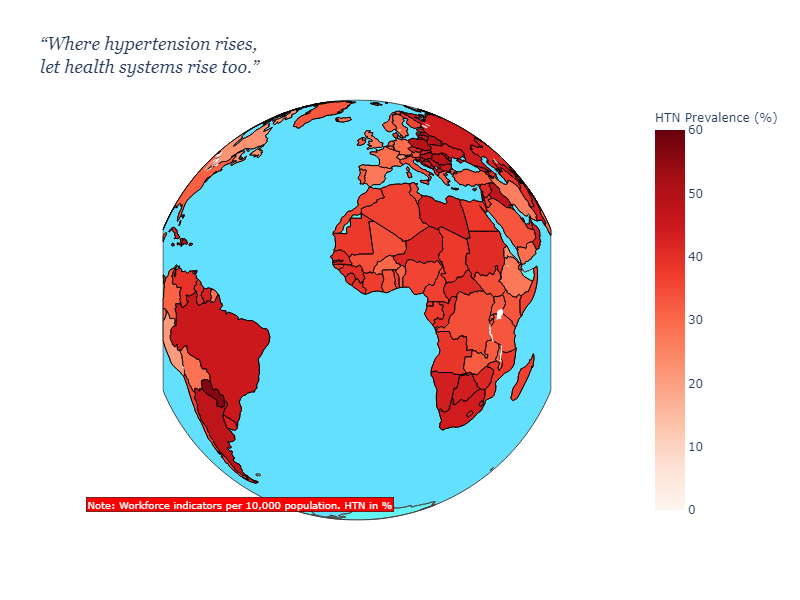 “Where hypertension rises,
let health systems rise too.”
HTN Prevalence (%)
60
50
40
30
20
10
0
Note: Workforce indicators per 10,000 population. HTN in %